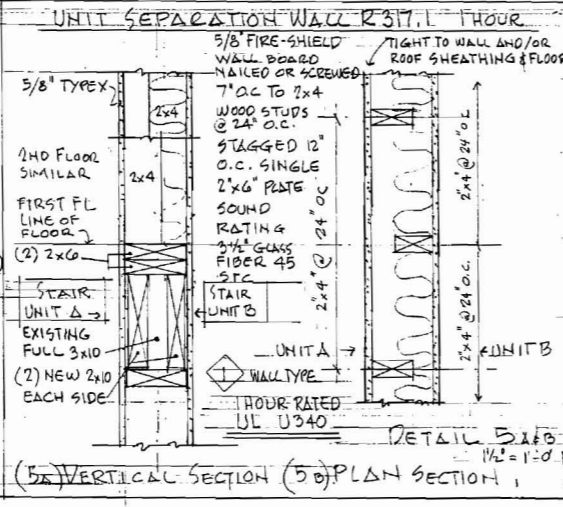 UNIT SEPARATION WALL R317.1 1 HOUR
5/8" TYPE X
2x4
2ND FLOOR
SIMILAR
2x4
FIRST FL
LINE OF
FLOOR
(2) 2x6
STAIR
UNIT A
EXISTING
FULL 3x10
(2) NEW 2x10
EACH SIDE
5/8" FIRE-SHIELD
WALL BOARD
NAILED OR SCREWED
7" O.C TO 2x4
WOOD STUDS
@ 24" O.C.
STAGGED 12"
O.C. SINGLE
2"x6" PLATE
SOUND
RATING
3½" GLASS
FIBER 45
STC
STAIR
UNIT B
UNIT A
1 WALL TYPE
1 HOUR RATED
UL U340
TIGHT TO WALL AND/OR
ROOF SHEATHING & FLOOR
2"x4" @ 24" OC
2"x4" @ 24" O.C
2"x4" @ 24" O.C.
UNIT B
DETAIL 5A&B
1½" = 1'-0"
(5A) VERTICAL SECTION (5B) PLAN SECTION